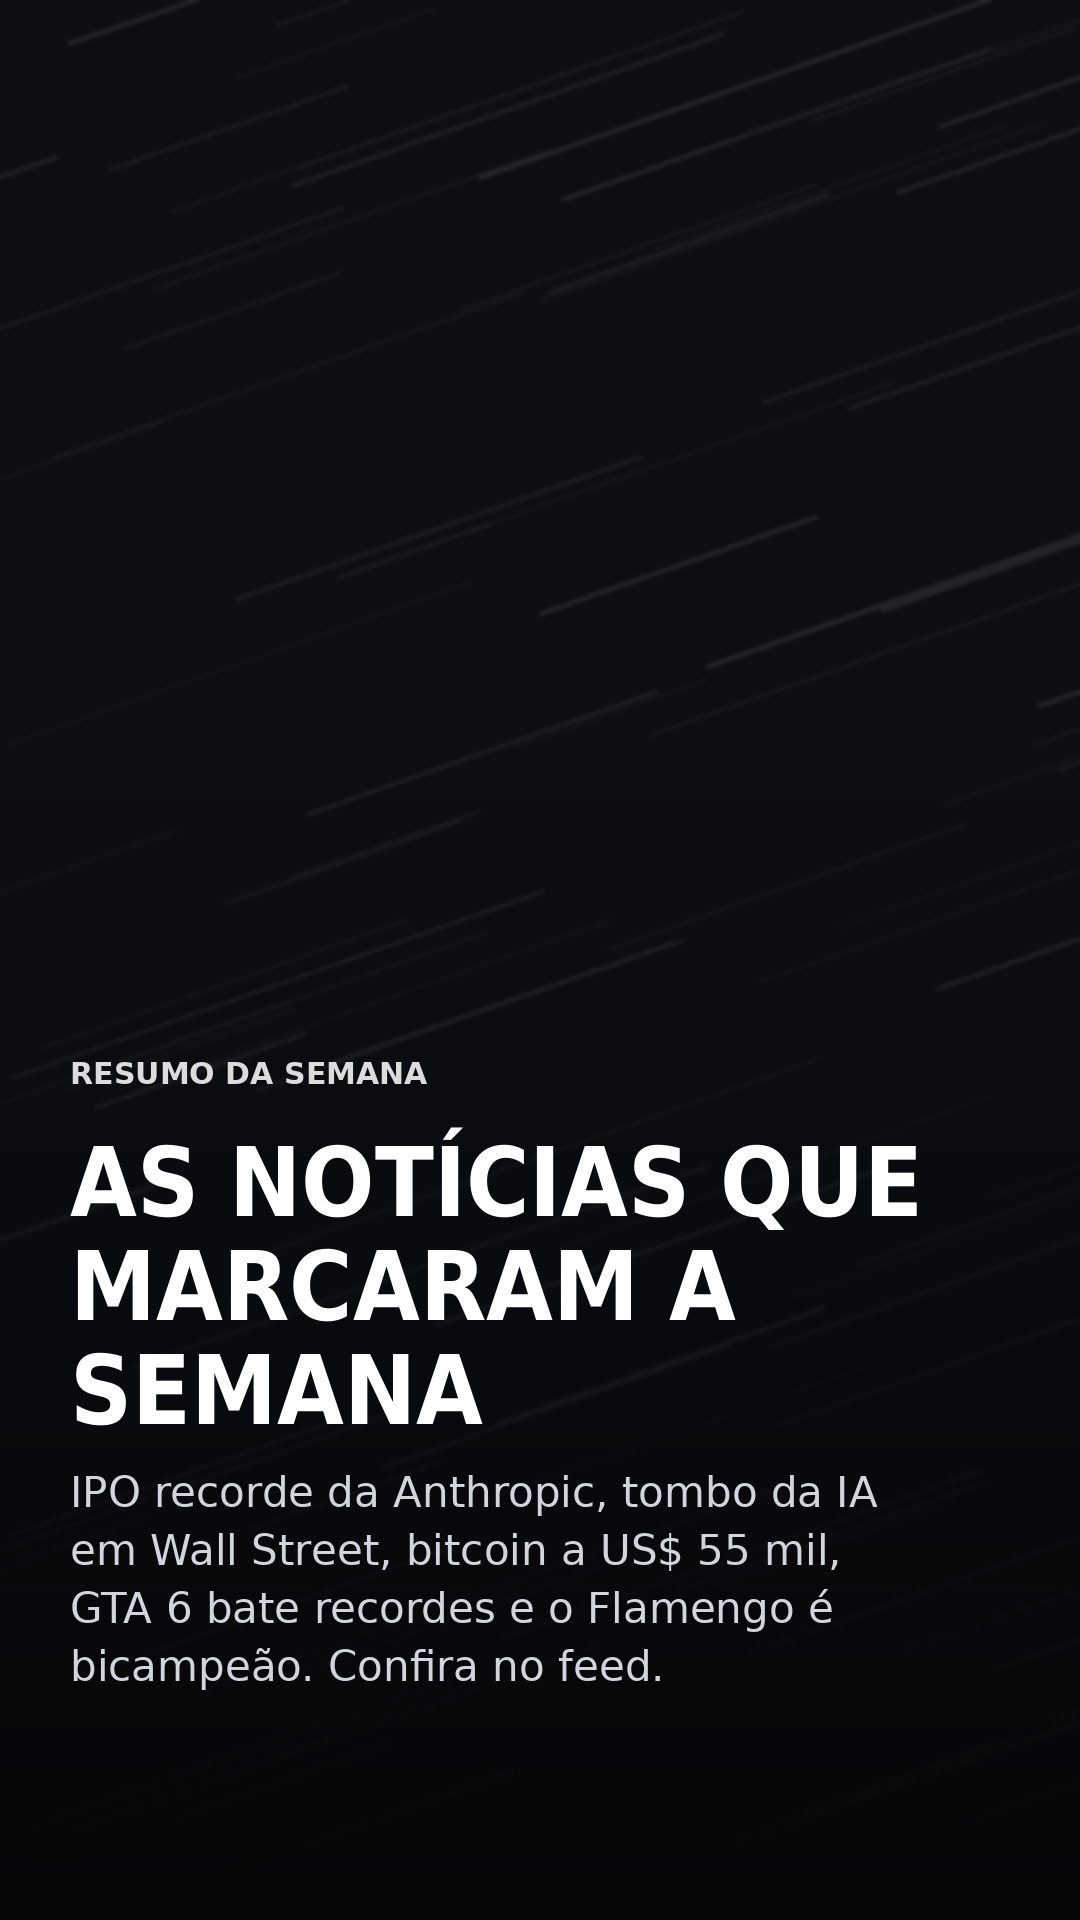 RESUMO DA SEMANA
AS NOTÍCIAS QUE
MARCARAM A
SEMANA
IPO recorde da Anthropic, tombo da IA
em Wall Street, bitcoin a US$ 55 mil,
GTA 6 bate recordes e o Flamengo é
bicampeão. Confira no feed.